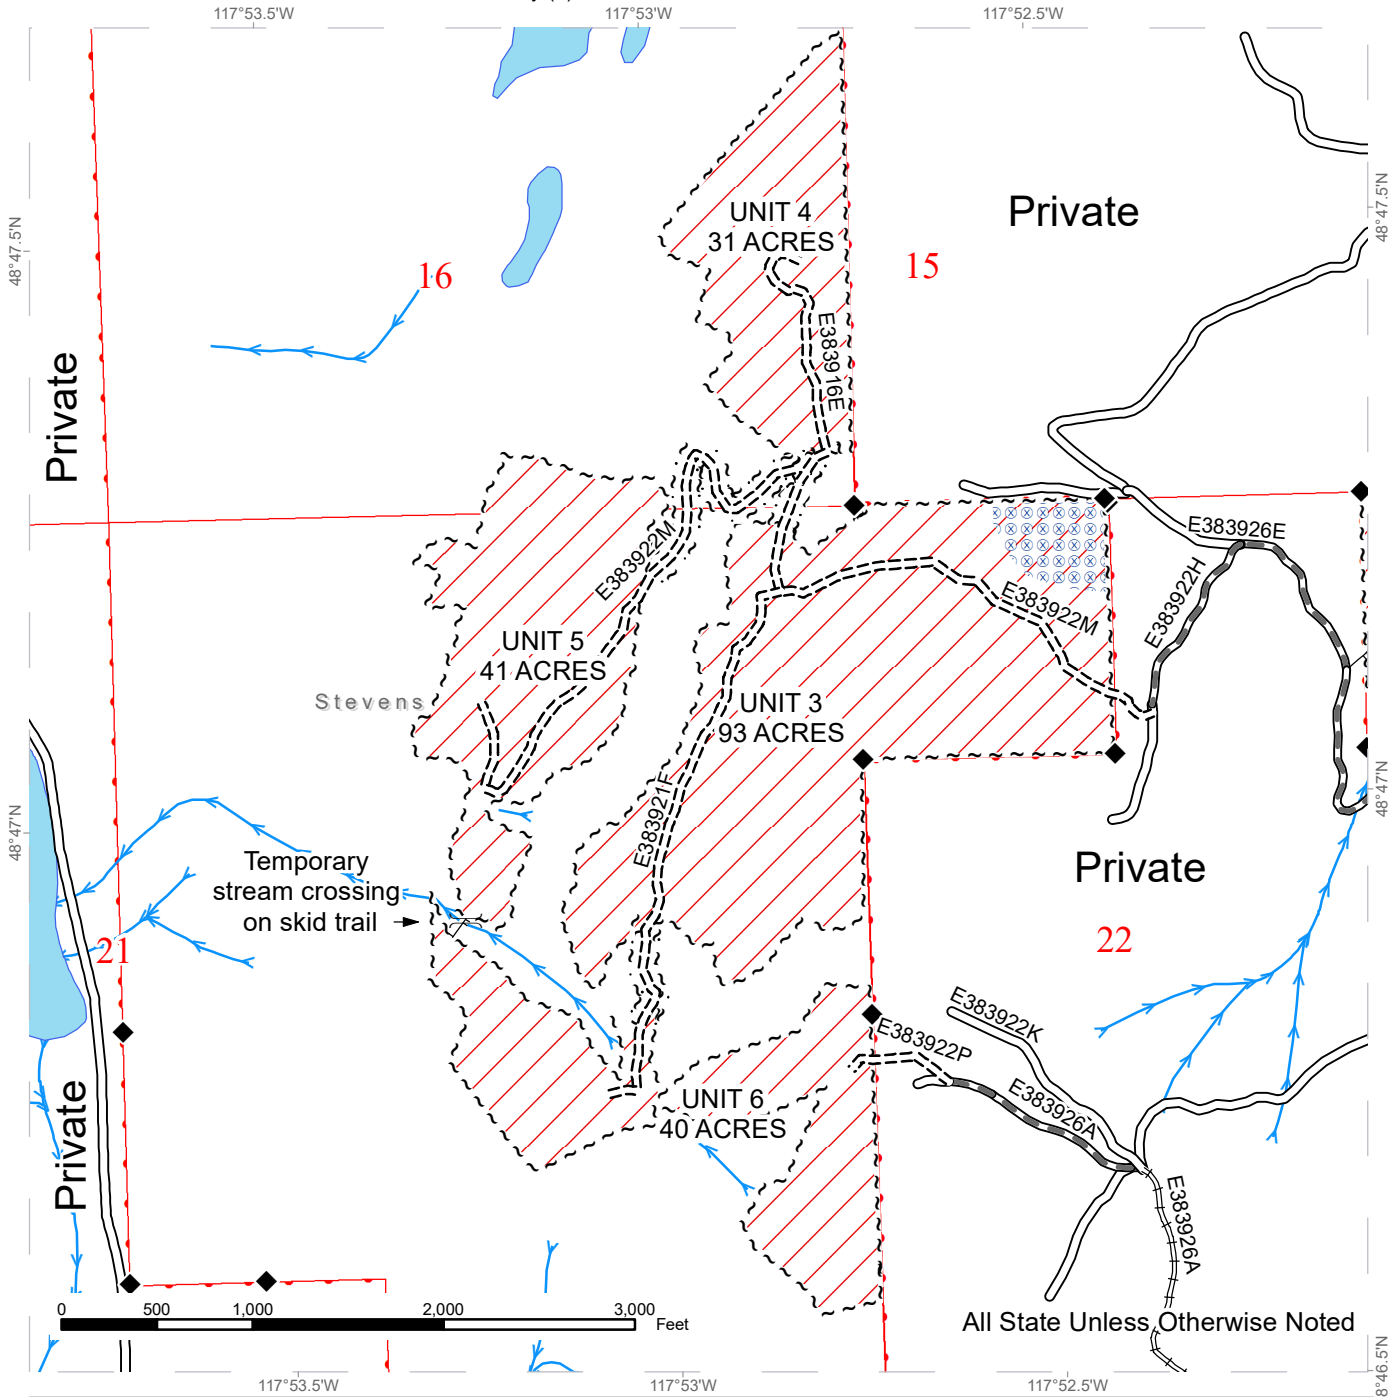 117°53.5'W
117°53'W
117°52.5'W
48°47.5'N
48°47.5'N
UNIT 4
31 ACRES
Private
16
15
E383916E
Private
E383926E
E383922M
E383922H
E383922M
UNIT 5
41 ACRES
Stevens
UNIT 3
93 ACRES
48°47'N
48°47'N
E383921F
Temporary
stream crossing
on skid trail
Private
21
22
E383922K
E383922P
E383926A
UNIT 6
40 ACRES
Private
E383926A
0 500 1,000 2,000 3,000
Feet
All State Unless Otherwise Noted
8°46.5'N
117°53.5'W
117°53'W
117°52.5'W